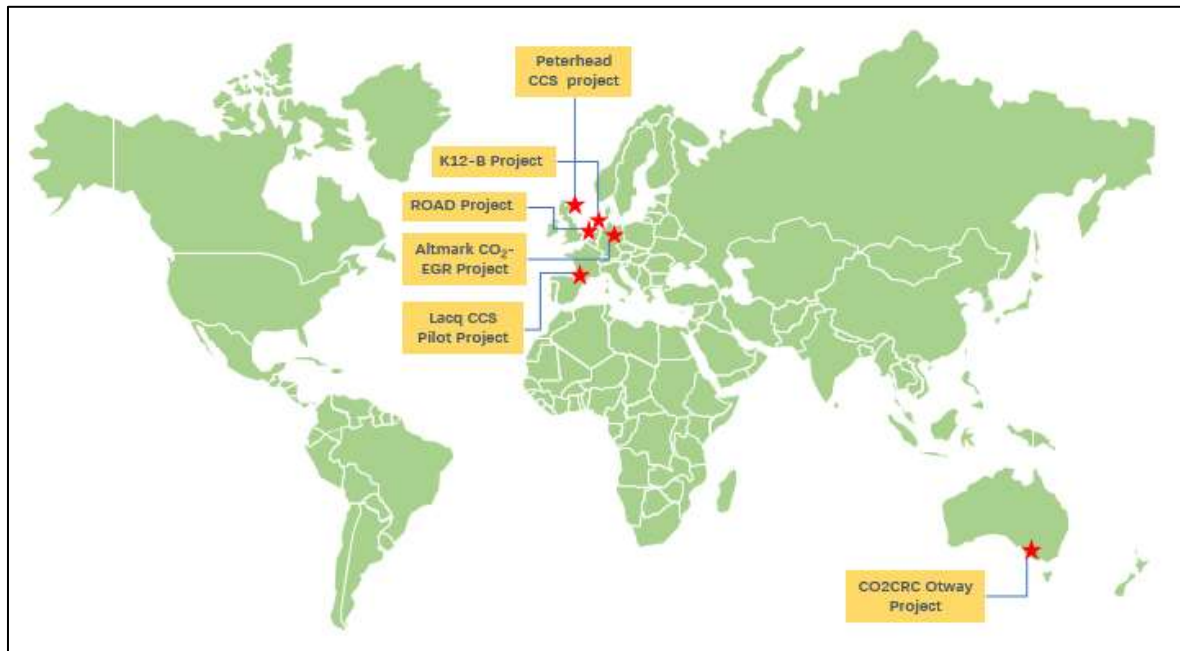 Peterhead
CCS project
K12-B Project
ROAD Project
Altmark CO₂-
EGR Project
Lacq CCS
Pilot Project
CO2CRC Otway
Project